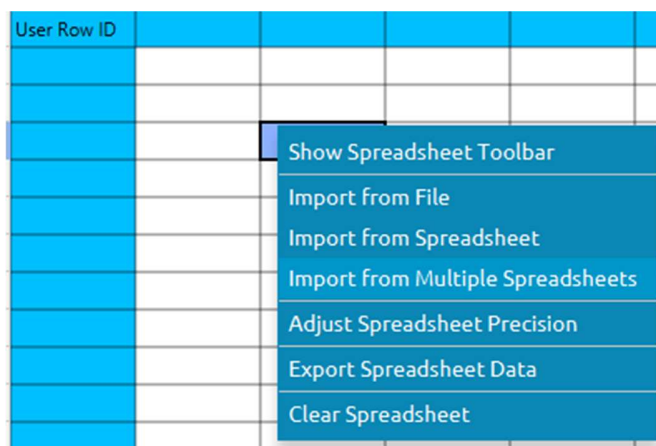 User Row ID
Show Spreadsheet Toolbar
Import from File
Import from Spreadsheet
Import from Multiple Spreadsheets
Adjust Spreadsheet Precision
Export Spreadsheet Data
Clear Spreadsheet